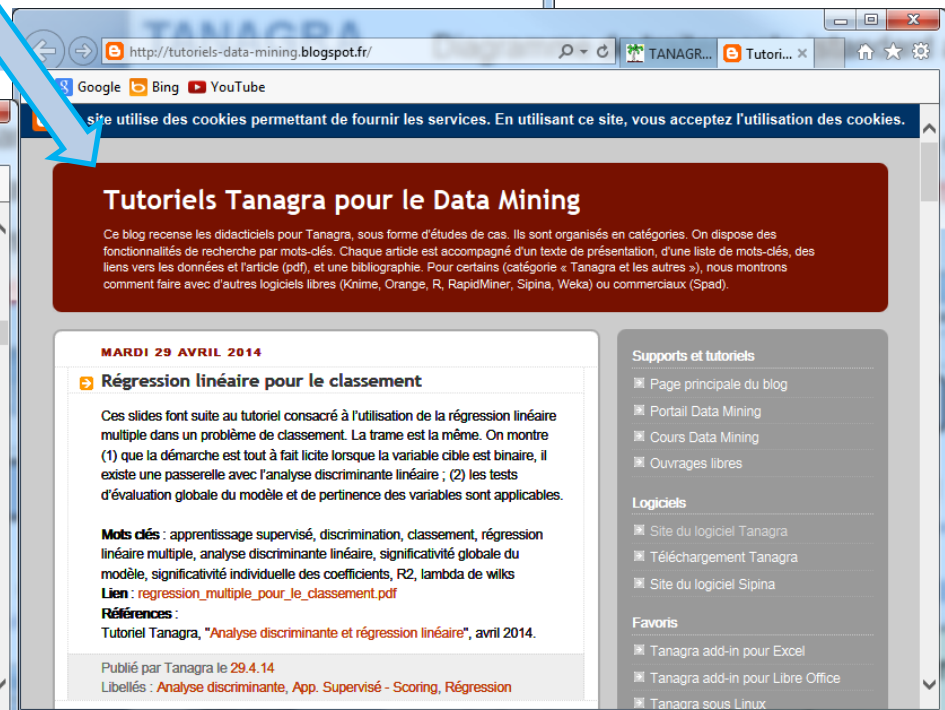 TANAGRA
http://tutoriels-data-mining.blogspot.fr/
TANAGR...
Tutori...
Google Bing YouTube
site utilise des cookies permettant de fournir les services. En utilisant ce site, vous acceptez l'utilisation des cookies.
Tutoriels Tanagra pour le Data Mining
Ce blog recense les didacticiels pour Tanagra, sous forme d'études de cas. Ils sont organisés en catégories. On dispose des
fonctionnalités de recherche par mots-clés. Chaque article est accompagné d'un texte de présentation, d'une liste de mots-clés, des
liens vers les données et l'article (pdf), et une bibliographie. Pour certains (catégorie « Tanagra et les autres »), nous montrons
comment faire avec d'autres logiciels libres (Knime, Orange, R, RapidMiner, Sipina, Weka) ou commerciaux (Spad).
MARDI 29 AVRIL 2014
Régression linéaire pour le classement
Ces slides font suite au tutoriel consacré à l'utilisation de la régression linéaire
multiple dans un problème de classement. La trame est la même. On montre
(1) que la démarche est tout à fait licite lorsque la variable cible est binaire, il
existe une passerelle avec l'analyse discriminante linéaire ; (2) les tests
d'évaluation globale du modèle et de pertinence des variables sont applicables.
Mots clés : apprentissage supervisé, discrimination, classement, régression
linéaire multiple, analyse discriminante linéaire, significativité globale du
modèle, significativité individuelle des coefficients, R2, lambda de wilks
Lien : regression_multiple_pour_le_classement.pdf
Références :
Tutoriel Tanagra, "Analyse discriminante et régression linéaire", avril 2014.
Publié par Tanagra le 29.4.14
Libellés : Analyse discriminante, App. Supervisé - Scoring, Régression
Supports et tutoriels
Page principale du blog
Portail Data Mining
Cours Data Mining
Ouvrages libres
Logiciels
Site du logiciel Tanagra
Téléchargement Tanagra
Site du logiciel Sipina
Favoris
Tanagra add-in pour Excel
Tanagra add-in pour Libre Office
Tanagra sous Linux